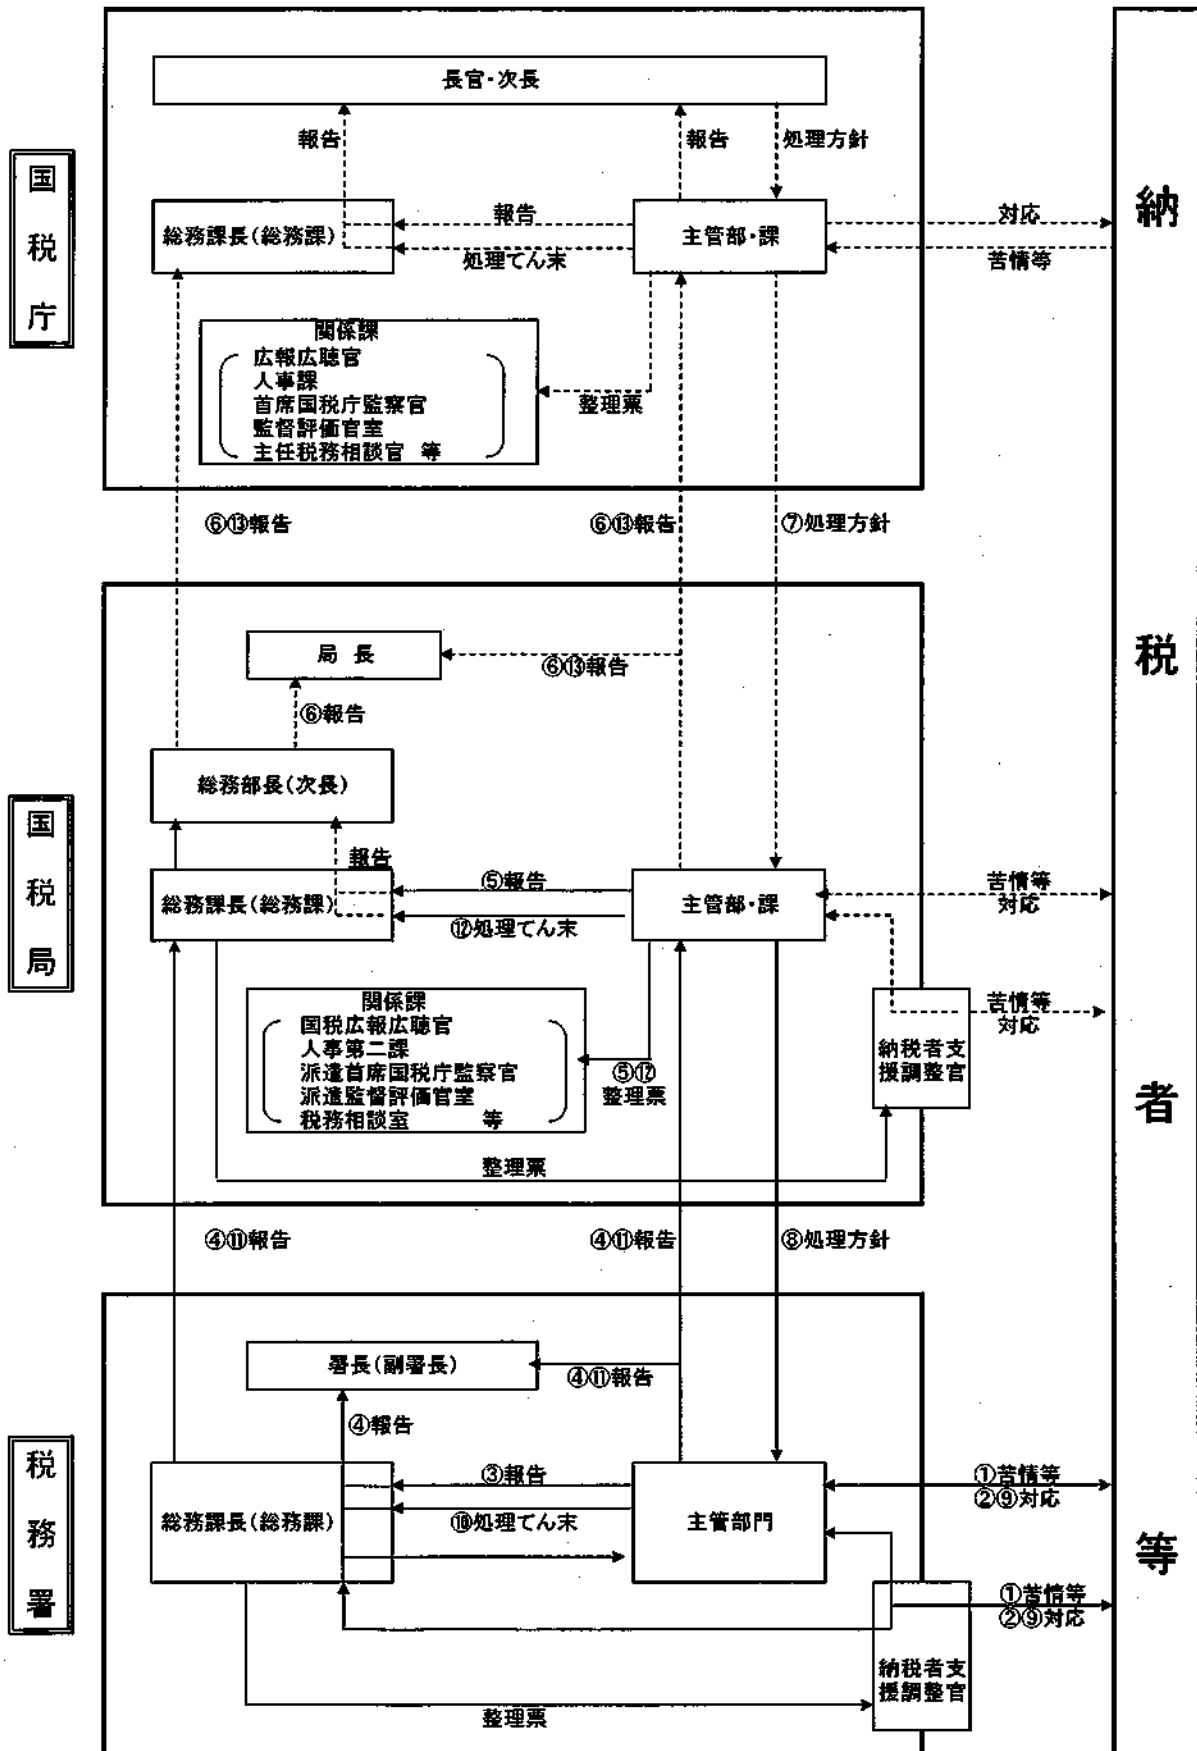 国税庁
長官・次長
報告
報告
処理方針
総務課長(総務課)
報告
処理てん末
主管部・課
対応
苦情等
関係課
広報広聴官
人事課
首席国税庁監察官
監督評価官室
主任税務相談官 等
整理票
⑥⑬報告
⑥⑬報告
⑦処理方針
国税局
局 長
⑥⑬報告
⑥報告
総務部長(次長)
報告
総務課長(総務課)
⑤報告
⑫処理てん末
主管部・課
苦情等
対応
関係課
国税広報広聴官
人事第二課
派遣首席国税庁監察官
派遣監督評価官室
税務相談室 等
⑤⑫
整理票
苦情等
対応
納税者支
援調整官
整理票
④⑪報告
④⑪報告
⑧処理方針
税務署
署長(副署長)
④⑪報告
④報告
総務課長(総務課)
③報告
⑩処理てん末
主管部門
①苦情等
②⑨対応
①苦情等
②⑨対応
納税者支
援調整官
整理票
納税者等